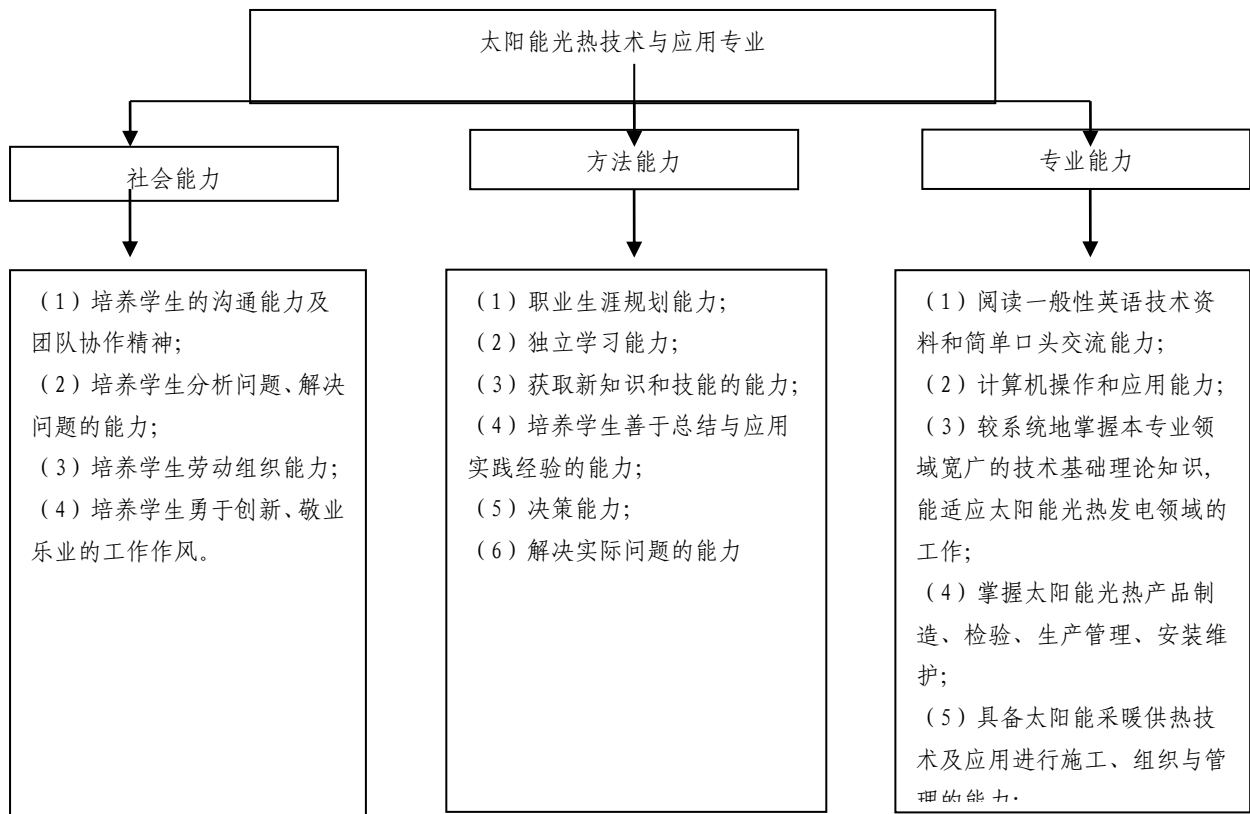 太阳能光热技术与应用专业
社会能力
方法能力
专业能力
（1）培养学生的沟通能力及
团队协作精神；
（2）培养学生分析问题、解决
问题的能力；
（3）培养学生劳动组织能力；
（4）培养学生勇于创新、敬业
乐业的工作作风。
（1）职业生涯规划能力；
（2）独立学习能力；
（3）获取新知识和技能的能力；
（4）培养学生善于总结与应用
实践经验的能力；
（5）决策能力；
（6）解决实际问题的能力
（1）阅读一般性英语技术资
料和简单口头交流能力；
（2）计算机操作和应用能力；
（3）较系统地掌握本专业领
域宽广的技术基础理论知识，
能适应太阳能光热发电领域的
工作；
（4）掌握太阳能光热产品制
造、检验、生产管理、安装维
护；
（5）具备太阳能采暖供热技
术及应用进行施工、组织与管
理的能力；